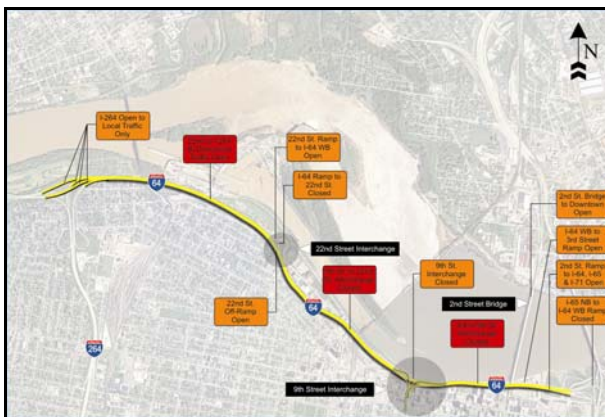 N
I-264 Open to
Local Traffic
Only
22nd St. Ramp
to I-64 WB
Open
64
I-64 Ramp to
22nd St.
Closed
2nd St. Bridge
to Downtown
Open
22nd Street Interchange
I-64 WB to
3rd Street
Ramp Open
9th St.
Interchange
Closed
2nd St. Ramp
to I-64, I-65
& I-71 Open
22nd St.
Off-Ramp
Open
2nd Street Bridge
64
I-65 NB to
I-64 WB Ramp
Closed
264
9th Street Interchange
64